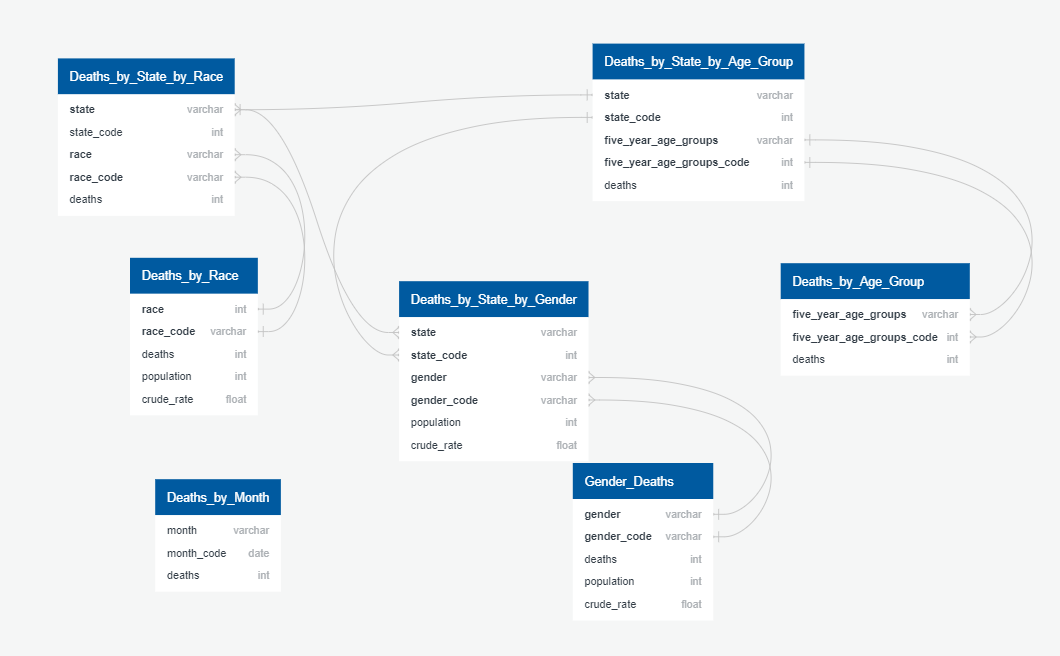 Deaths_by_State_by_Race
state varchar
state_code int
race varchar
race_code varchar
deaths int
Deaths_by_State_by_Age_Group
state varchar
state_code int
five_year_age_groups varchar
five_year_age_groups_code int
deaths int
Deaths_by_Race
race int
race_code varchar
deaths int
population int
crude_rate float
Deaths_by_State_by_Gender
state varchar
state_code int
gender varchar
gender_code varchar
population int
crude_rate float
Deaths_by_Age_Group
five_year_age_groups varchar
five_year_age_groups_code int
deaths int
Deaths_by_Month
month varchar
month_code date
deaths int
Gender_Deaths
gender varchar
gender_code varchar
deaths int
population int
crude_rate float